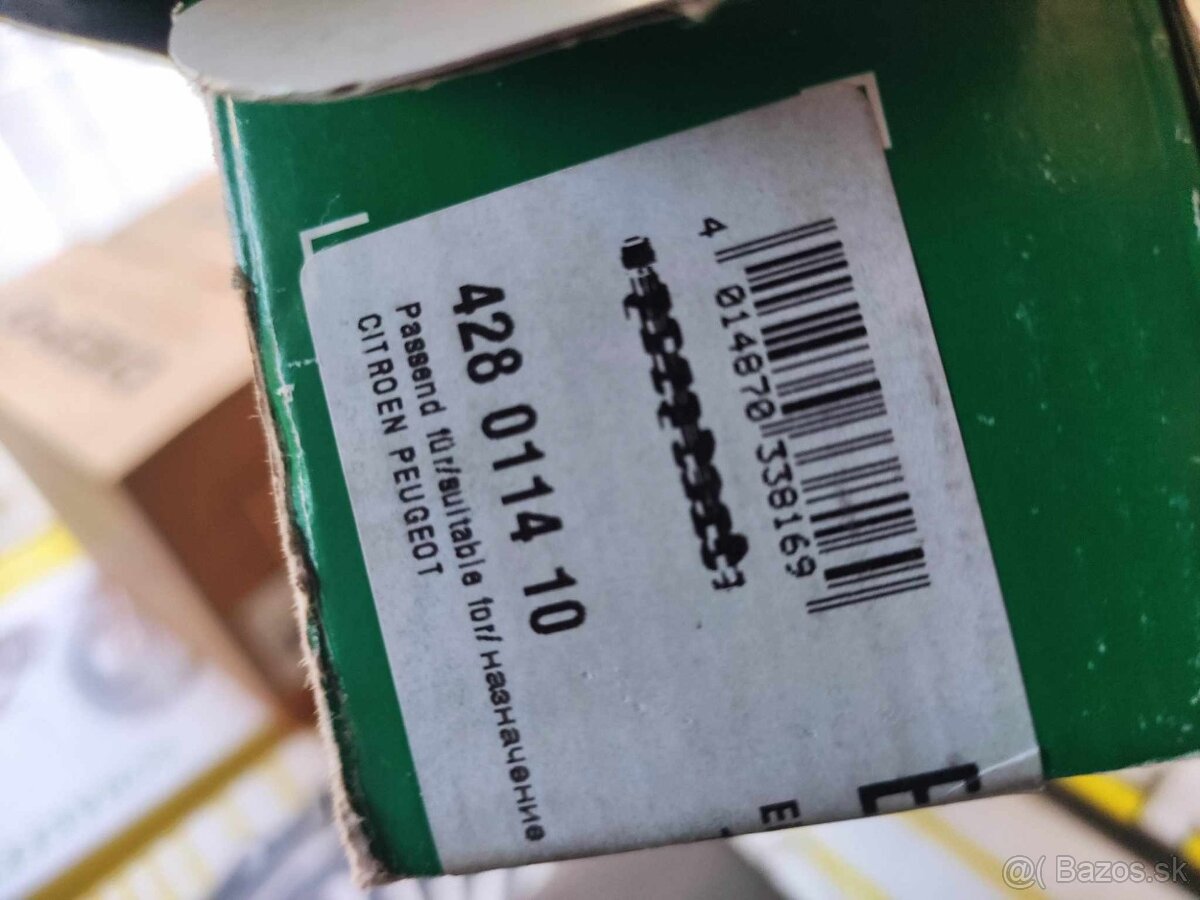 4 014870 338169
428 0114 10
Passend für/suitable for/назначение
CITROEN PEUGEOT
@( Bazos.sk